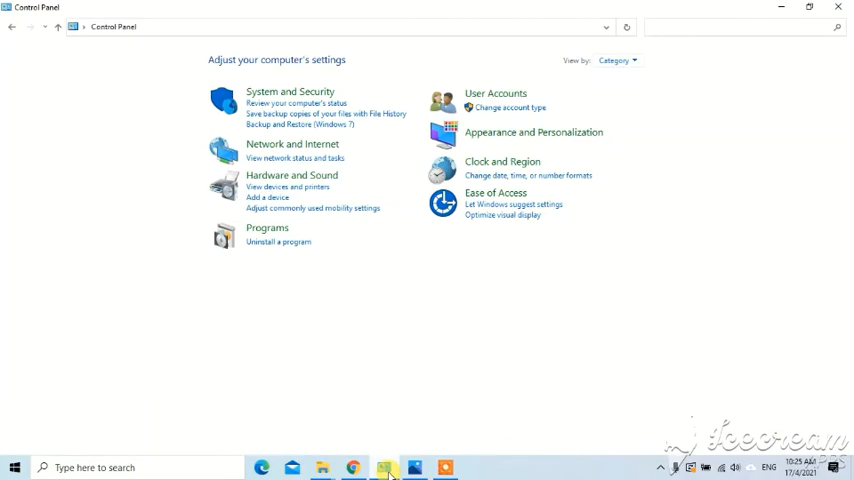 Control Panel
Control Panel
Adjust your computer's settings
View by: Category
System and Security
Review your computer's status
Save backup copies of your files with File History
Backup and Restore (Windows 7)
Network and Internet
View network status and tasks
Hardware and Sound
View devices and printers
Add a device
Adjust commonly used mobility settings
Programs
Uninstall a program
User Accounts
Change account type
Appearance and Personalization
Clock and Region
Change date, time, or number formats
Ease of Access
Let Windows suggest settings
Optimize visual display
Icecream
APPS
Type here to search
ENG
10:25 AM
17/4/2021